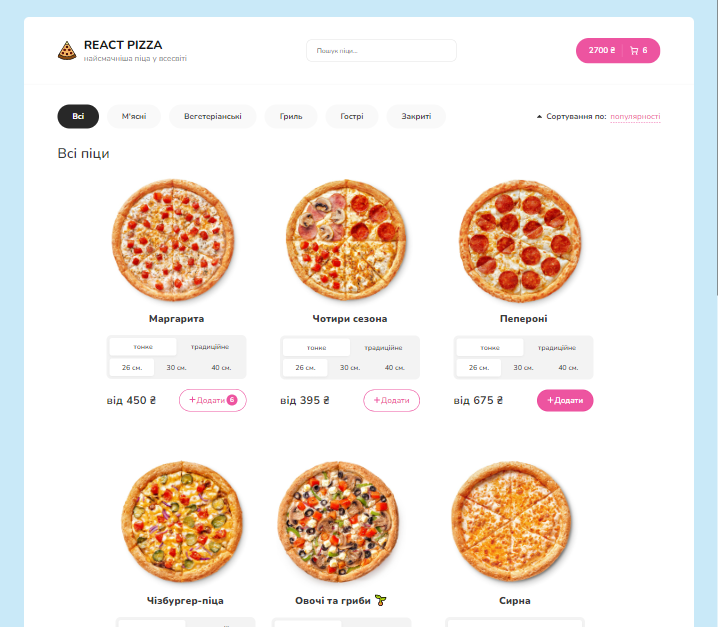 REACT PIZZA
найсмачніша піца у всесвіті
Пошук піци...
2700 ₴ 6
Всі М'ясні Вегетеріанські Гриль Гострі Закриті
Сортування по: популярності
Всі піци
Маргарита Чотири сезона Пепероні
тонке традиційне тонке традиційне тонке традиційне
26 см. 30 см. 40 см. 26 см. 30 см. 40 см. 26 см. 30 см. 40 см.
від 450 ₴ +Додати 6 від 395 ₴ +Додати від 675 ₴ +Додати
Чізбургер-піца Овочі та гриби Сирна